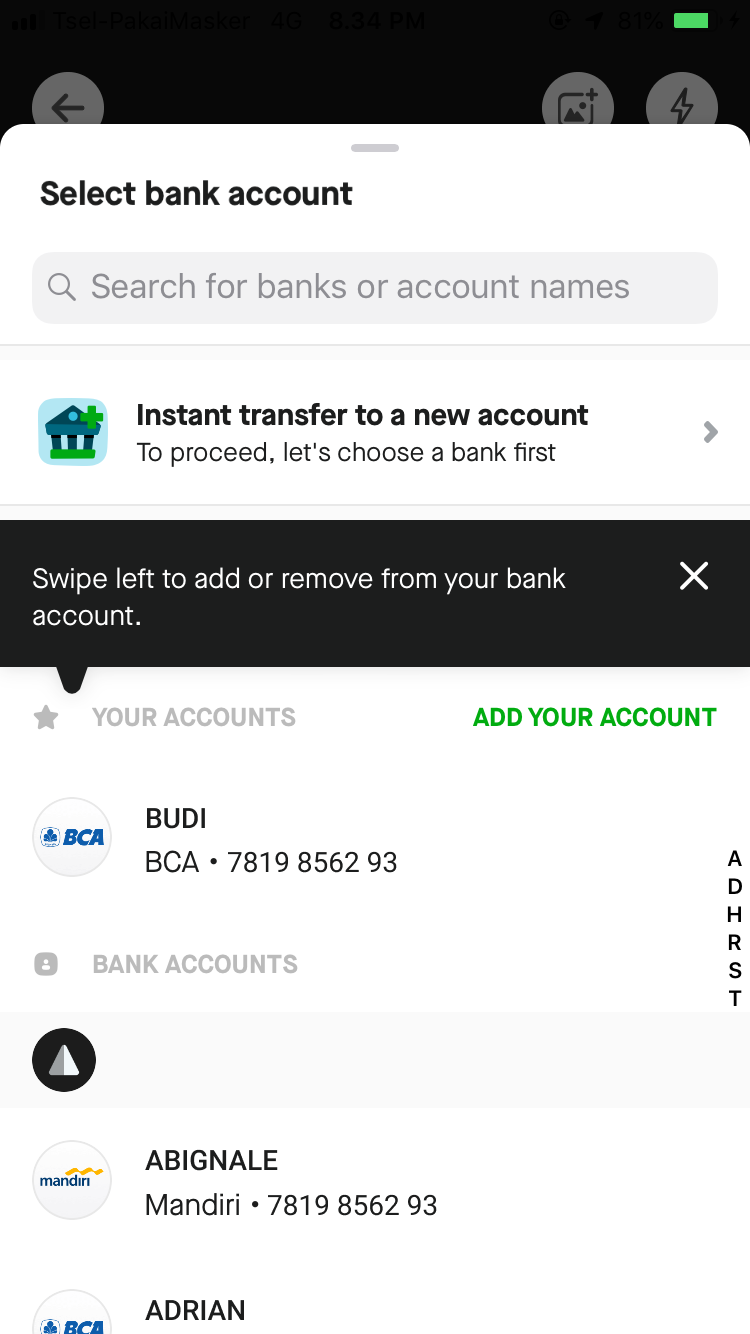 Tsel-PakaiMasker 4G 8.34 PM 81%
Select bank account
Search for banks or account names
Instant transfer to a new account
To proceed, let's choose a bank first
Swipe left to add or remove from your bank
account.
YOUR ACCOUNTS ADD YOUR ACCOUNT
BCA
BUDI
BCA • 7819 8562 93
A
D
H
R
S
T
BANK ACCOUNTS
mandiri
ABIGNALE
Mandiri • 7819 8562 93
BCA
ADRIAN